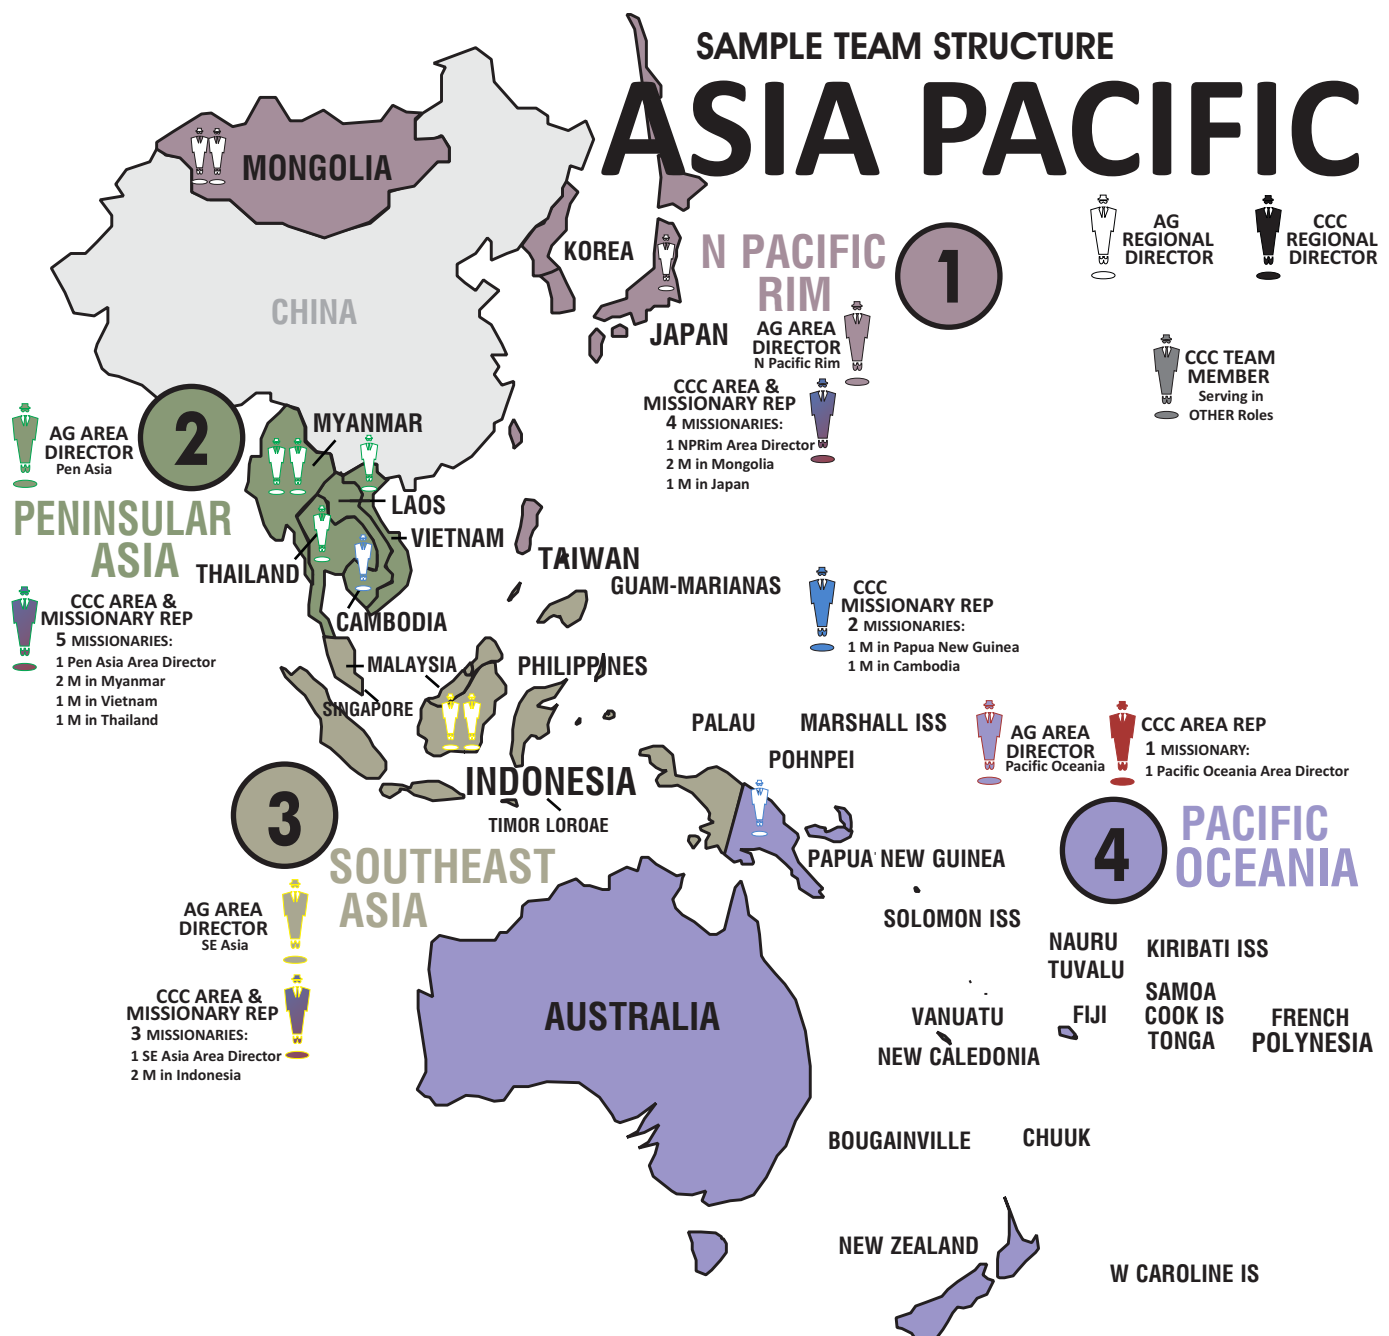 SAMPLE TEAM STRUCTURE
ASIA PACIFIC
MONGOLIA
CHINA
KOREA
JAPAN
N PACIFIC
RIM
1
AG AREA
DIRECTOR
N Pacific Rim
CCC AREA &
MISSIONARY REP
4 MISSIONARIES:
1 NPRim Area Director
2 M in Mongolia
1 M in Japan
AG
REGIONAL
DIRECTOR
CCC
REGIONAL
DIRECTOR
CCC TEAM
MEMBER
Serving in
OTHER Roles
AG AREA
DIRECTOR
Pen Asia
2
PENINSULAR
ASIA
MYANMAR
LAOS
VIETNAM
THAILAND
CAMBODIA
CCC AREA &
MISSIONARY REP
5 MISSIONARIES:
1 Pen Asia Area Director
2 M in Myanmar
1 M in Vietnam
1 M in Thailand
TAIWAN
GUAM-MARIANAS
CCC
MISSIONARY REP
2 MISSIONARIES:
1 M in Papua New Guinea
1 M in Cambodia
MALAYSIA
SINGAPORE
PHILIPPINES
PALAU
MARSHALL ISS
POHNPEI
AG AREA
DIRECTOR
Pacific Oceania
CCC AREA REP
1 MISSIONARY:
1 Pacific Oceania Area Director
INDONESIA
TIMOR LOROAE
3
SOUTHEAST
ASIA
AG AREA
DIRECTOR
SE Asia
CCC AREA &
MISSIONARY REP
3 MISSIONARIES:
1 SE Asia Area Director
2 M in Indonesia
4
PACIFIC
OCEANIA
PAPUA NEW GUINEA
SOLOMON ISS
NAURU
TUVALU
KIRIBATI ISS
AUSTRALIA
VANUATU
NEW CALEDONIA
FIJI
SAMOA
COOK IS
TONGA
FRENCH
POLYNESIA
BOUGAINVILLE
CHUUK
NEW ZEALAND
W CAROLINE IS